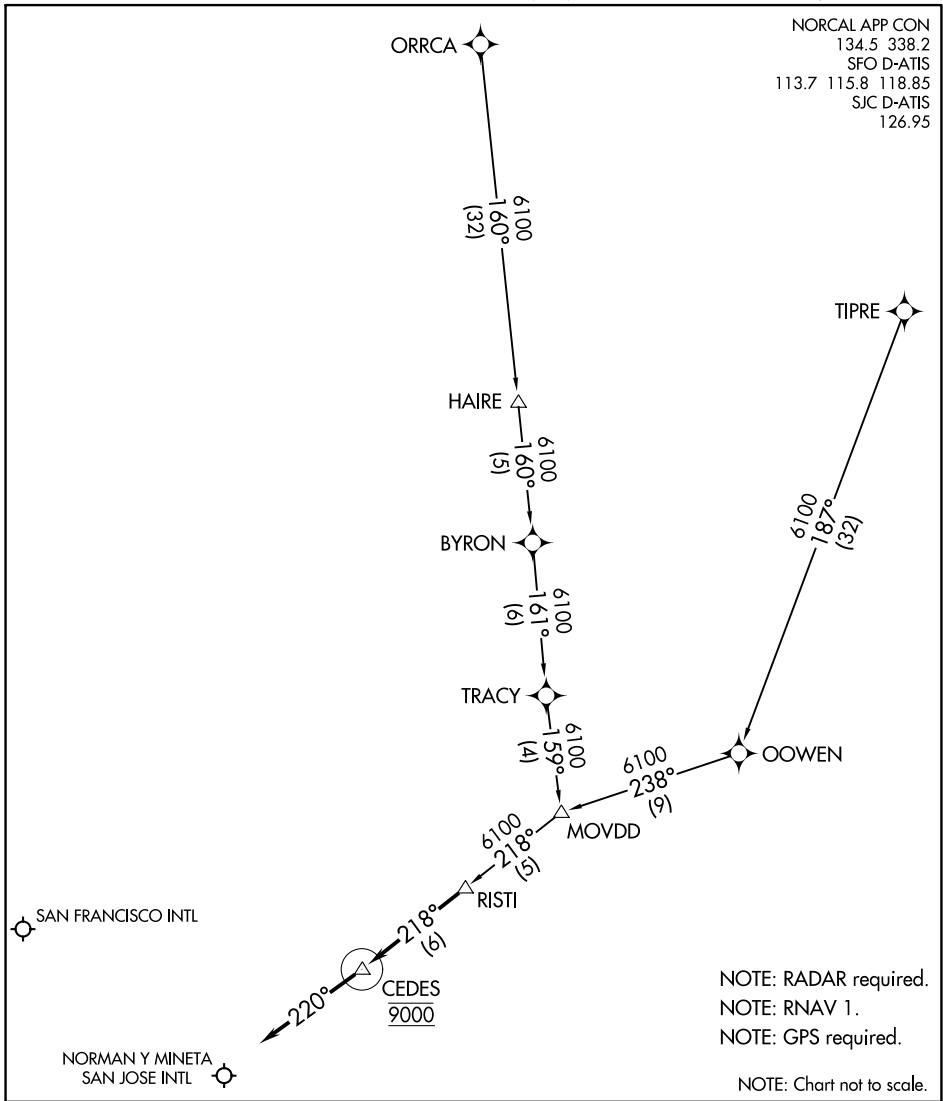 NORCAL APP CON
134.5 338.2
SFO D-ATIS
113.7 115.8 118.85
SJC D-ATIS
126.95
ORRCA
6100
160°
(32)
TIPRE
HAIRE
6100
160°
(5)
6100
187°
(32)
BYRON
6100
161°
(6)
TRACY
6100
159°
(4)
OOWEN
6100
238°
(9)
MOVDD
6100
218°
(5)
RISTI
SAN FRANCISCO INTL
218°
(6)
CEDES
9000
220°
NORMAN Y MINETA
SAN JOSE INTL
NOTE: RADAR required.
NOTE: RNAV 1.
NOTE: GPS required.
NOTE: Chart not to scale.